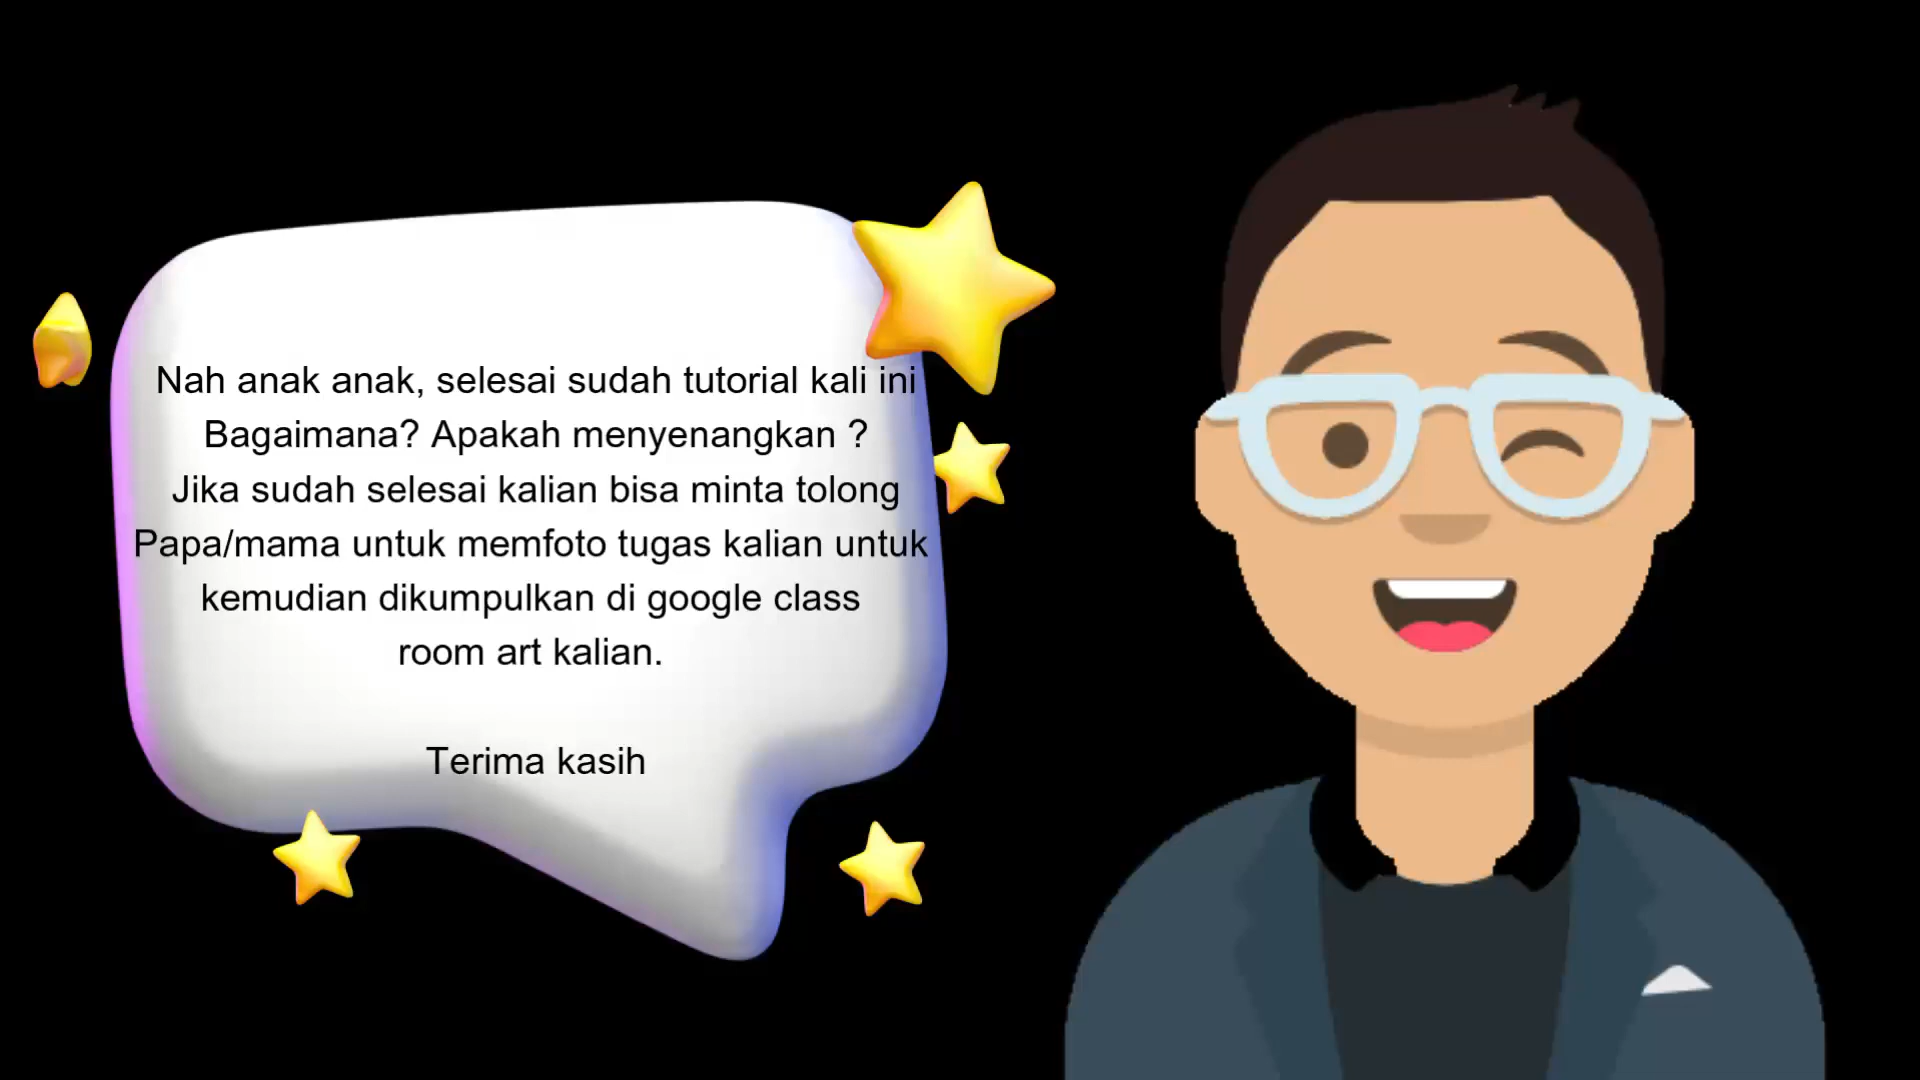 Nah anak anak, selesai sudah tutorial kali ini
Bagaimana? Apakah menyenangkan ?
Jika sudah selesai kalian bisa minta tolong
Papa/mama untuk memfoto tugas kalian untuk
kemudian dikumpulkan di google class
room art kalian.
Terima kasih